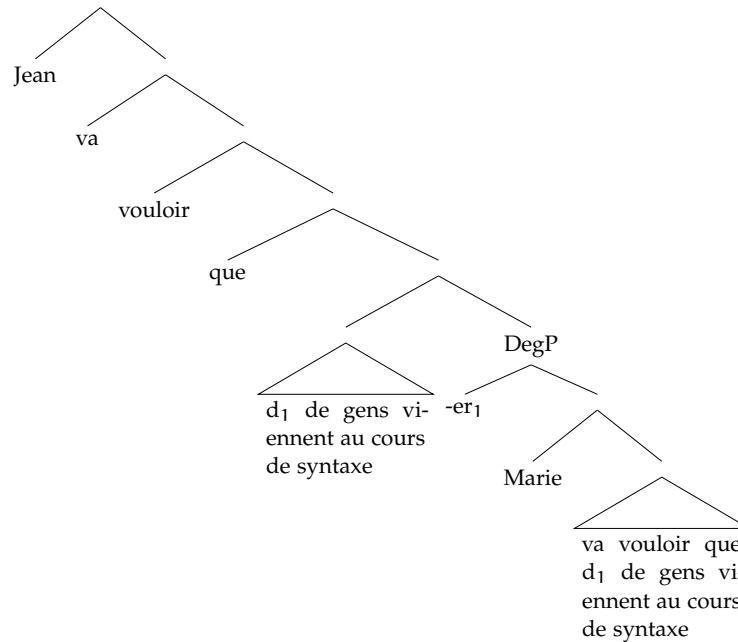 Jean
va
vouloir
que
DegP
d₁ de gens vi-
ennent au cours
de syntaxe
-er₁
Marie
va vouloir que
d₁ de gens vi-
ennent au cours
de syntaxe